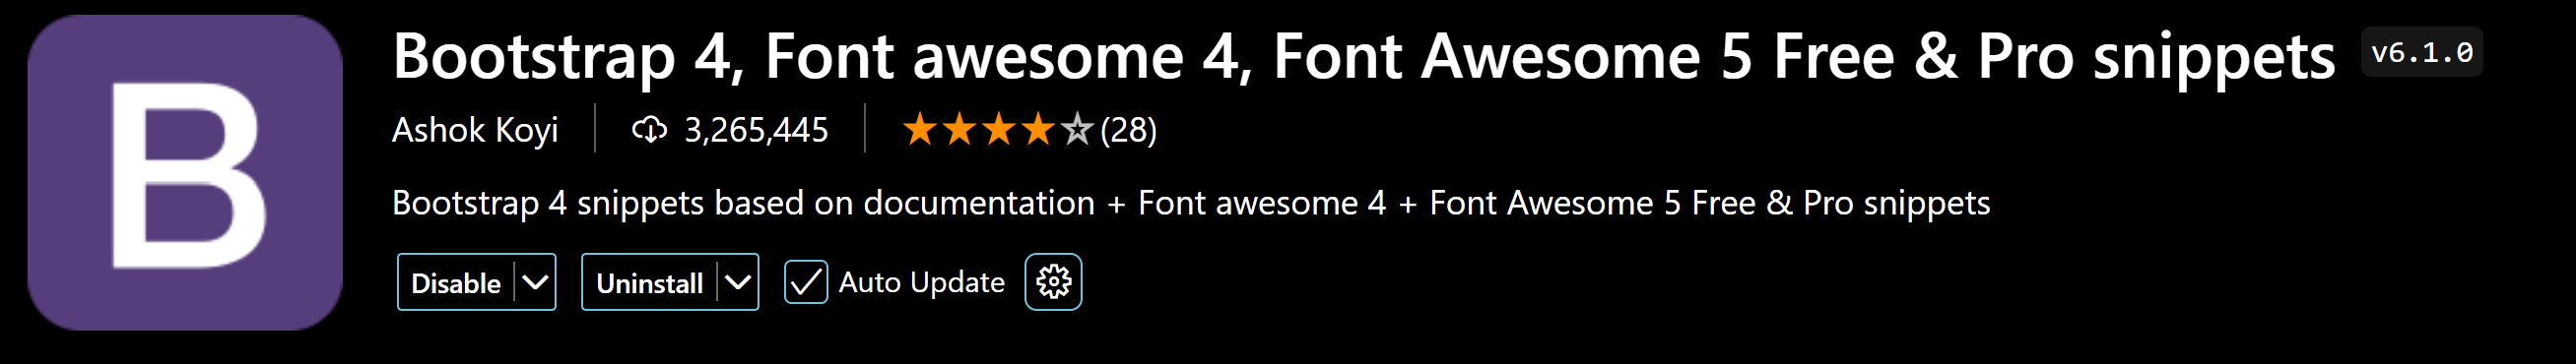 B
Bootstrap 4, Font awesome 4, Font Awesome 5 Free & Pro snippets v6.1.0
Ashok Koyi 3,265,445 (28)
Bootstrap 4 snippets based on documentation + Font awesome 4 + Font Awesome 5 Free & Pro snippets
Disable Uninstall Auto Update